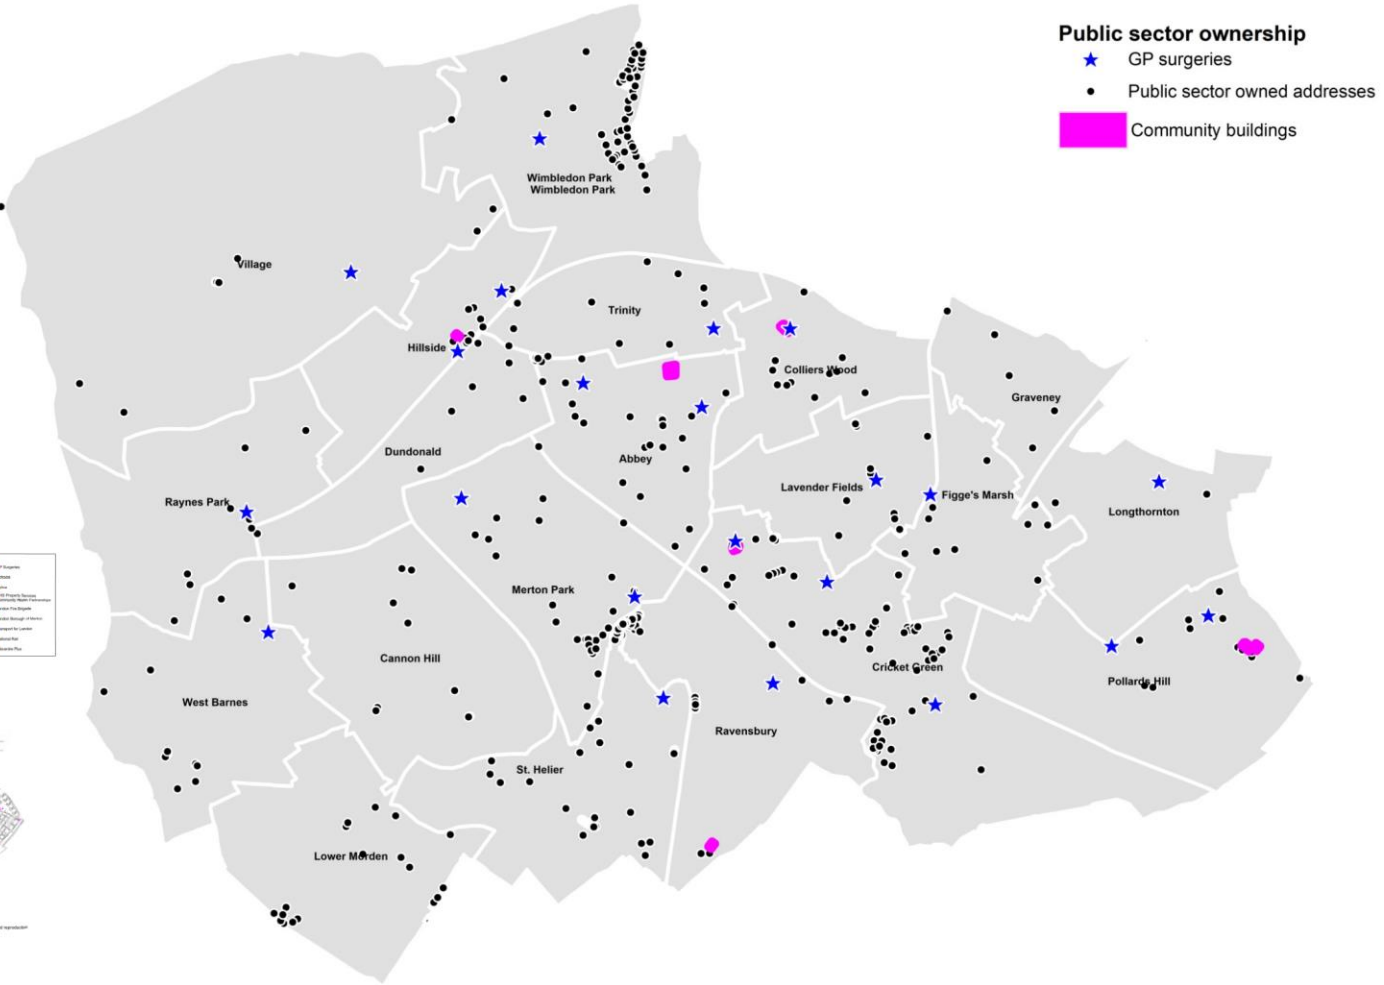 Public sector ownership
GP surgeries
Public sector owned addresses
Community buildings
Wimbledon Park
Wimbledon Park
Village
Trinity
Hillside
Colliers Wood
Graveney
Dundonald
Abbey
Raynes Park
Lavender Fields
Figge's Marsh
Longthornton
Merton Park
Cannon Hill
Cricket Green
Pollards Hill
West Barnes
Ravensbury
St. Helier
Lower Morden